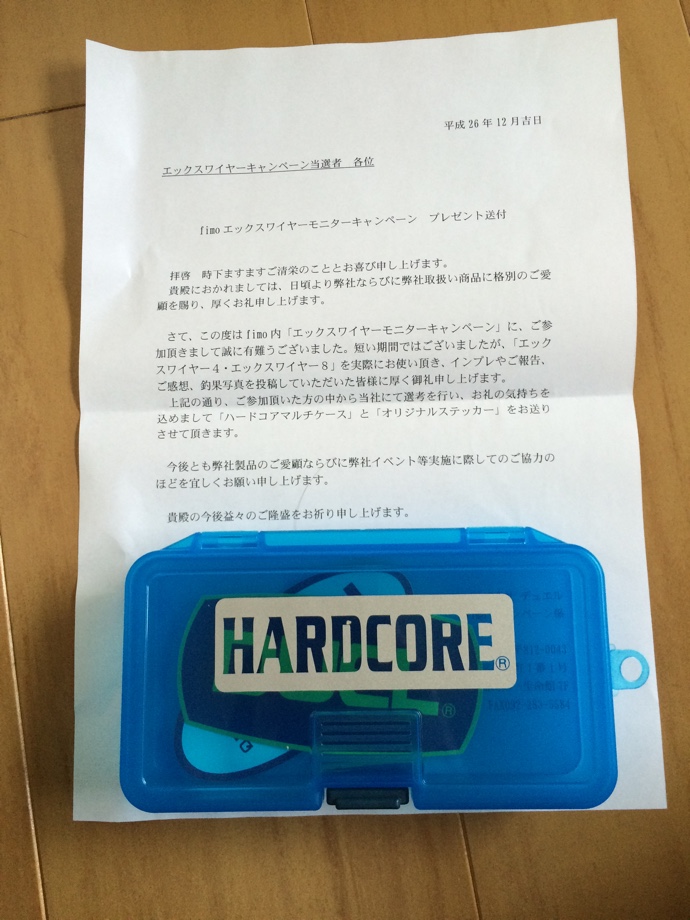 平成26年12月吉日
エックスワイヤーキャンペーン当選者　各位
fimoエックスワイヤーモニターキャンペーン　プレゼント送付
拝啓　時下ますますご清栄のこととお喜び申し上げます。
貴殿におかれましては、日頃より弊社ならびに弊社取扱い商品に格別のご愛
顧を賜り、厚くお礼申し上げます。
さて、この度はfimo内「エックスワイヤーモニターキャンペーン」に、ご参
加頂きまして誠に有難うございました。短い期間ではございましたが、「エック
スワイヤー４・エックスワイヤー８」を実際にお使い頂き、インプレやご報告、
ご感想、釣果写真を投稿していただいた皆様に厚く御礼申し上げます。
上記の通り、ご参加頂いた方の中から当社にて選考を行い、お礼の気持ちを
込めまして「ハードコアマルチケース」と「オリジナルステッカー」をお送り
させて頂きます。
今後とも弊社製品のご愛顧ならびに弊社イベント等実施に際してのご協力の
ほどを宜しくお願い申し上げます。
貴殿の今後益々のご隆盛をお祈り申し上げます。
HARDCORE®